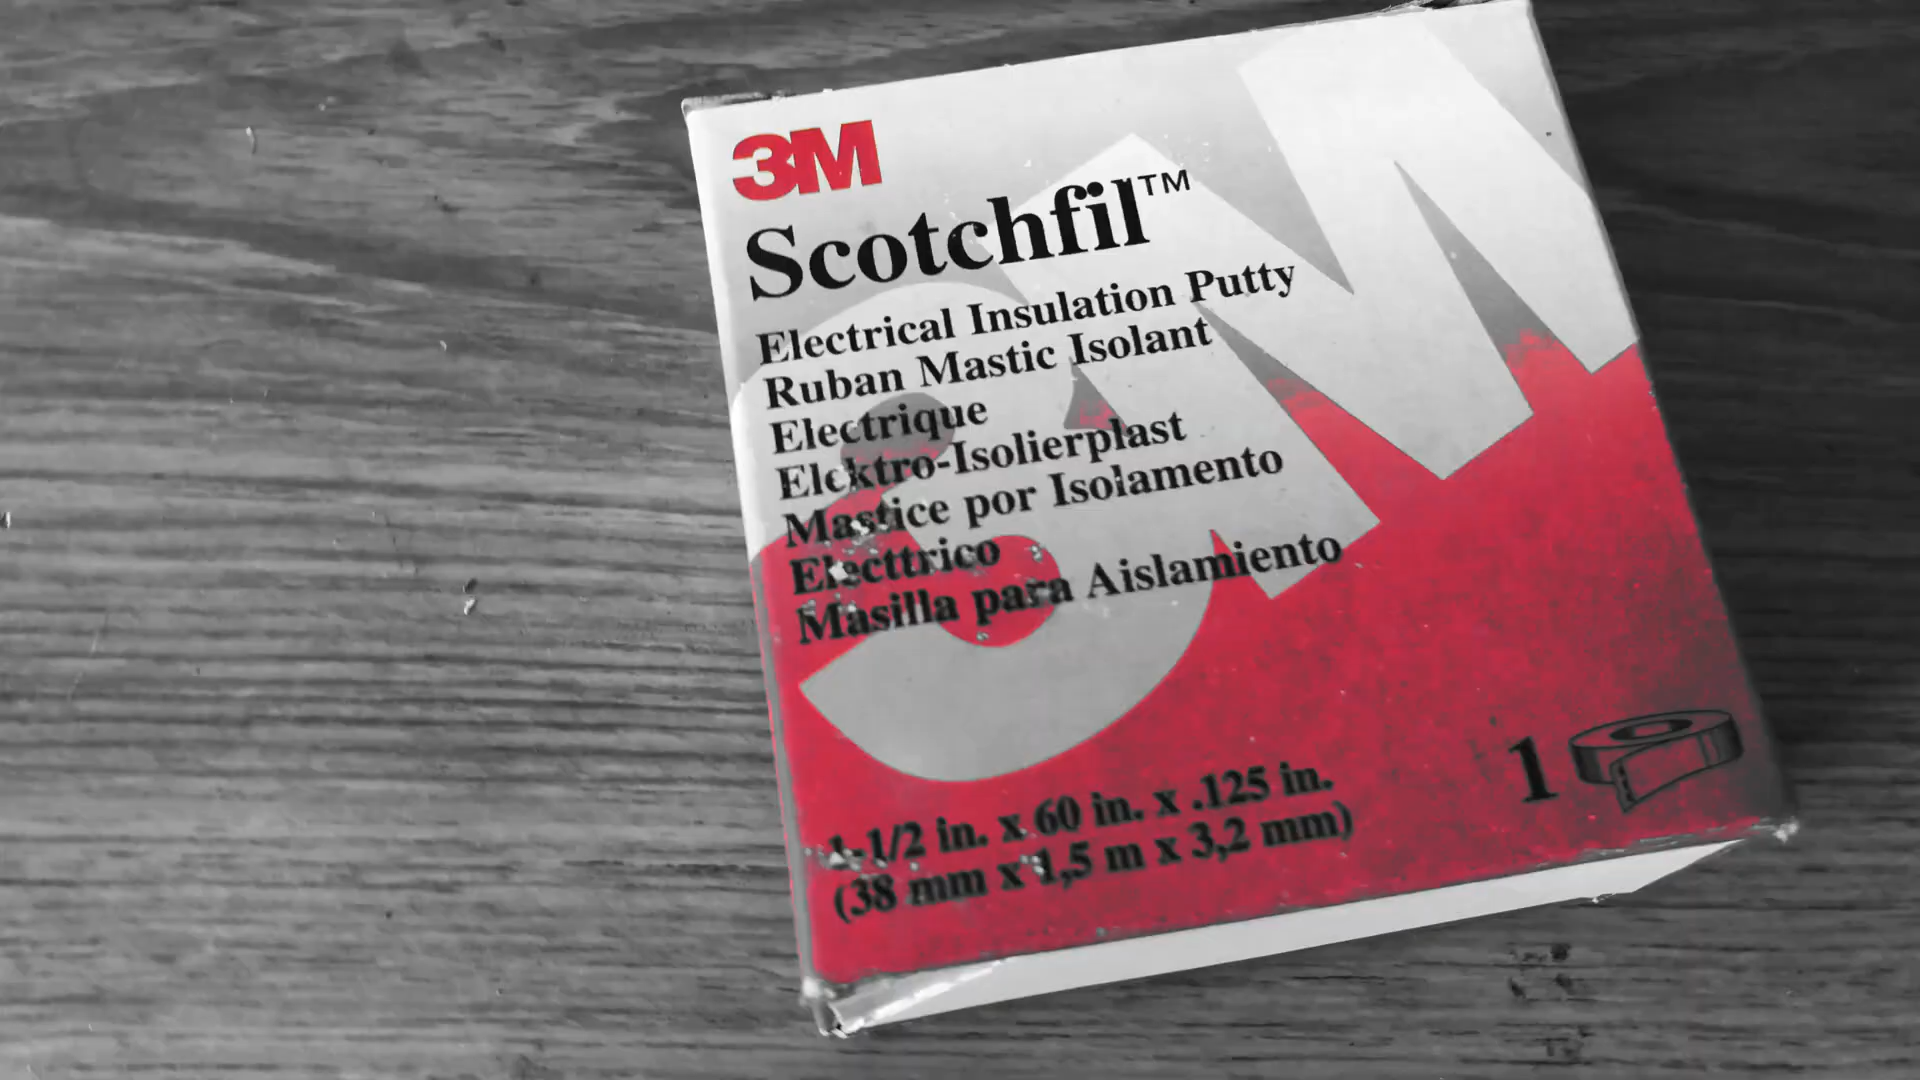 3M
Scotchfil™
Electrical Insulation Putty
Ruban Mastic Isolant
Electrique
Elektro-Isolierplast
Mastice por Isolamento
Electtrico
Masilla para Aislamiento
1-1/2 in. x 60 in. x .125 in.
(38 mm x 1,5 m x 3,2 mm)
1
3M